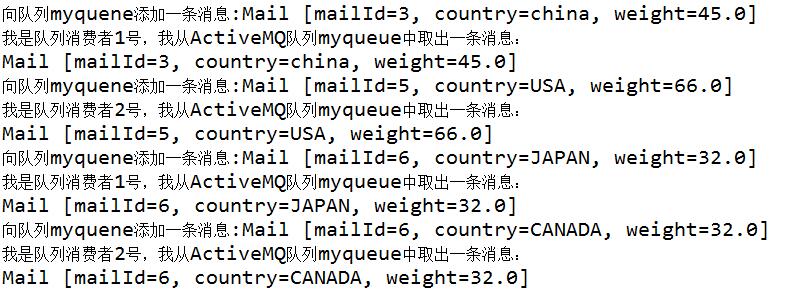 向队列myquene添加一条消息:Mail [mailId=3, country=china, weight=45.0]
我是队列消费者1号，我从ActiveMQ队列myqueue中取出一条消息：
Mail [mailId=3, country=china, weight=45.0]
向队列myquene添加一条消息:Mail [mailId=5, country=USA, weight=66.0]
我是队列消费者2号，我从ActiveMQ队列myqueue中取出一条消息：
Mail [mailId=5, country=USA, weight=66.0]
向队列myquene添加一条消息:Mail [mailId=6, country=JAPAN, weight=32.0]
我是队列消费者1号，我从ActiveMQ队列myqueue中取出一条消息：
Mail [mailId=6, country=JAPAN, weight=32.0]
向队列myquene添加一条消息:Mail [mailId=6, country=CANADA, weight=32.0]
我是队列消费者2号，我从ActiveMQ队列myqueue中取出一条消息：
Mail [mailId=6, country=CANADA, weight=32.0]